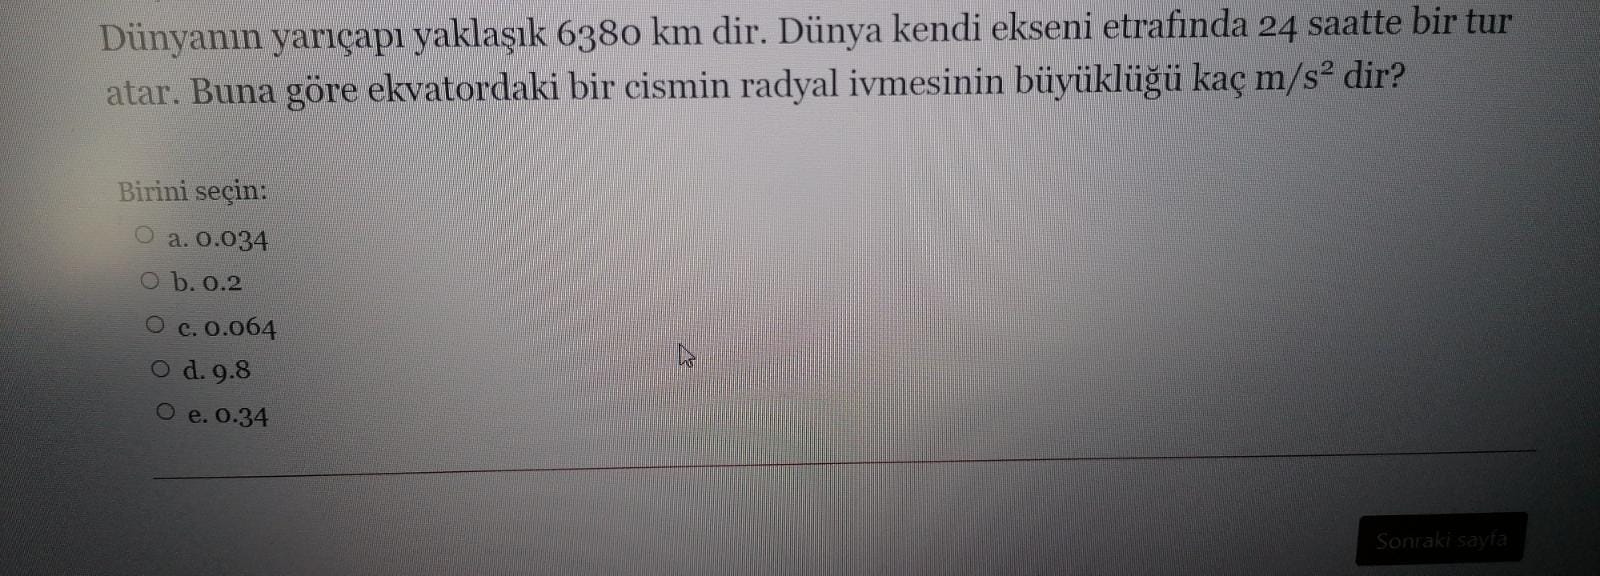 Dünyanın yarıçapı yaklaşık 6380 km dir. Dünya kendi ekseni etrafında 24 saatte bir tur
atar. Buna göre ekvatordaki bir cismin radyal ivmesinin büyüklüğü kaç m/s² dir?
Birini seçin:
a. 0.034
b. 0.2
c. 0.064
d. 9.8
e. 0.34
Sonraki sayfa